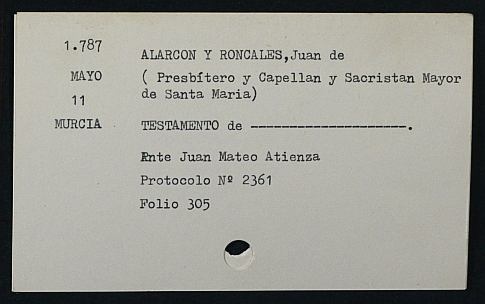 1.787
MAYO
11
MURCIA
ALARCON Y RONCALES,Juan de
( Presbítero y Capellan y Sacristan Mayor
de Santa Maria)
TESTAMENTO de --------------------.
Ante Juan Mateo Atienza
Protocolo Nº 2361
Folio 305